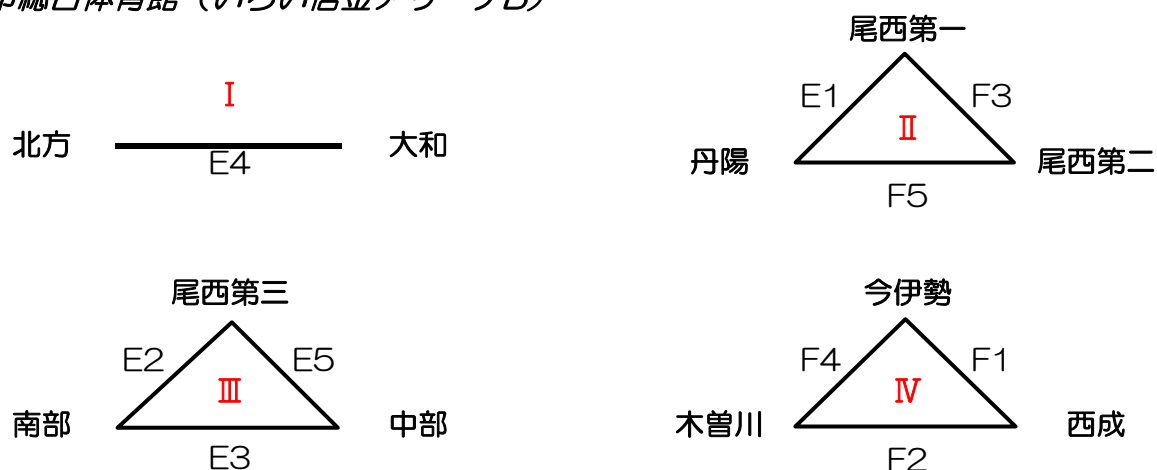 尾西第一
Ⅰ
E1
F3
Ⅱ
北方
大和
E4
丹陽
尾西第二
F5
尾西第三
今伊勢
E2
E5
F4
F1
Ⅲ
Ⅳ
南部
中部
木曽川
西成
E3
F2